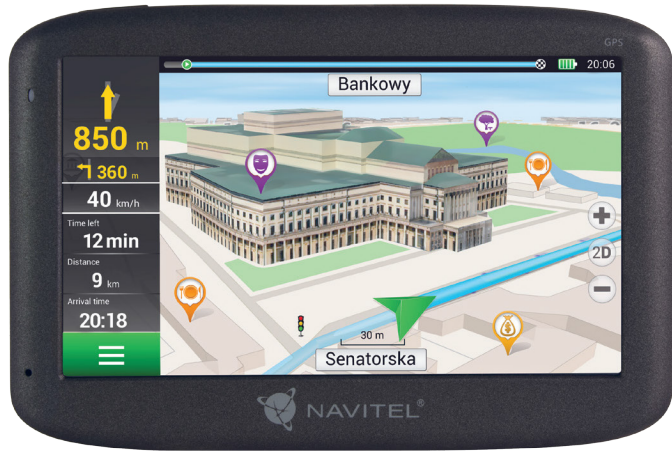 GPS
20:06
Bankowy
850 m
360 m
40 km/h
Time left
12 min
Distance
9 km
Arrival time
20:18
2D
30 m
Senatorska
NAVITEL®